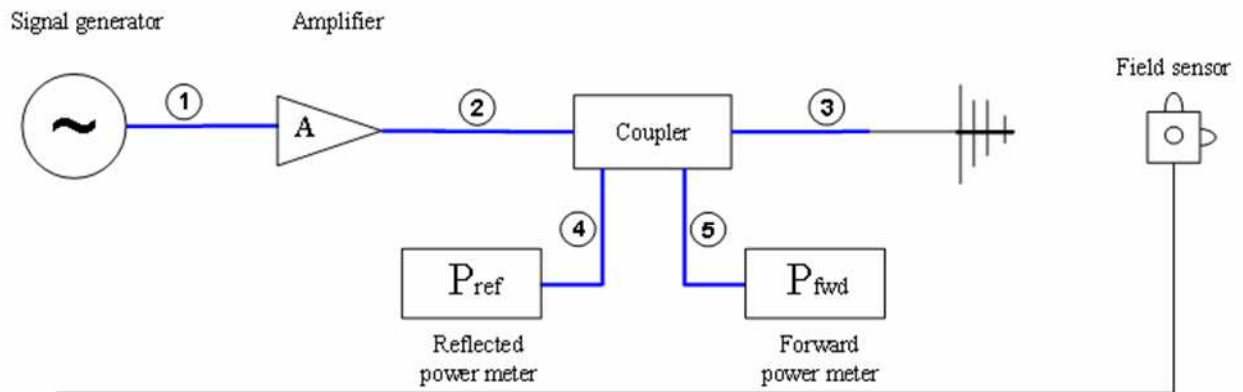 Signal generator
Amplifier
Field sensor
1
2
3
~
A
Coupler
4
5
Pref
Pfwd
Reflected
power meter
Forward
power meter